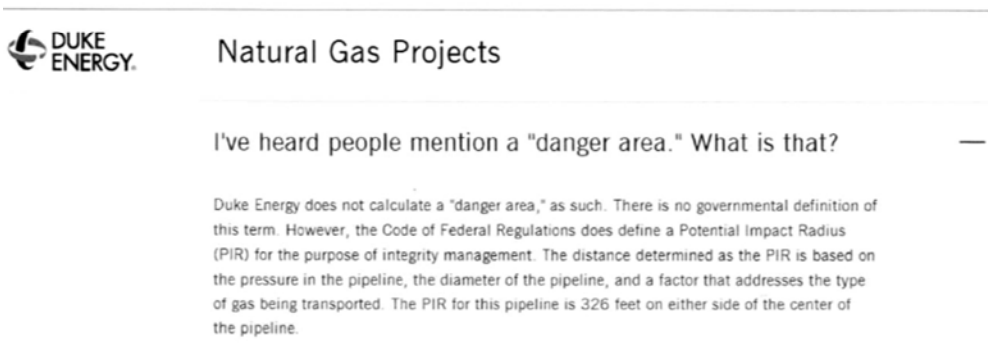 DUKE
ENERGY.
Natural Gas Projects
I've heard people mention a "danger area." What is that?
Duke Energy does not calculate a "danger area," as such. There is no governmental definition of
this term. However, the Code of Federal Regulations does define a Potential Impact Radius
(PIR) for the purpose of integrity management. The distance determined as the PIR is based on
the pressure in the pipeline, the diameter of the pipeline, and a factor that addresses the type
of gas being transported. The PIR for this pipeline is 326 feet on either side of the center of
the pipeline.